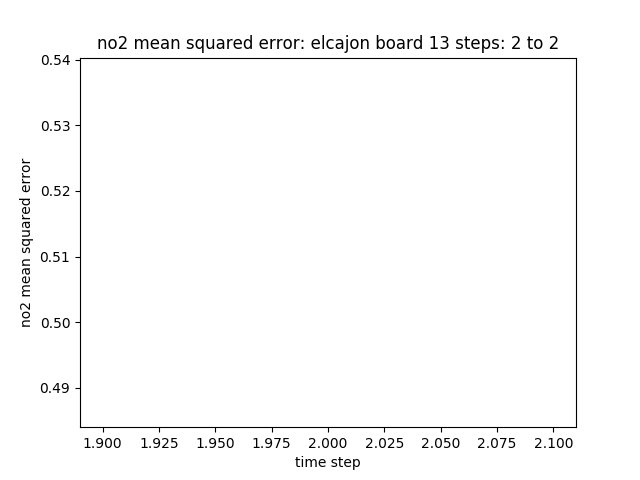 no2 mean squared error: elcajon board 13 steps: 2 to 2
0.54
0.53
0.52
0.51
0.50
0.49
no2 mean squared error
1.900 1.925 1.950 1.975 2.000 2.025 2.050 2.075 2.100
time step